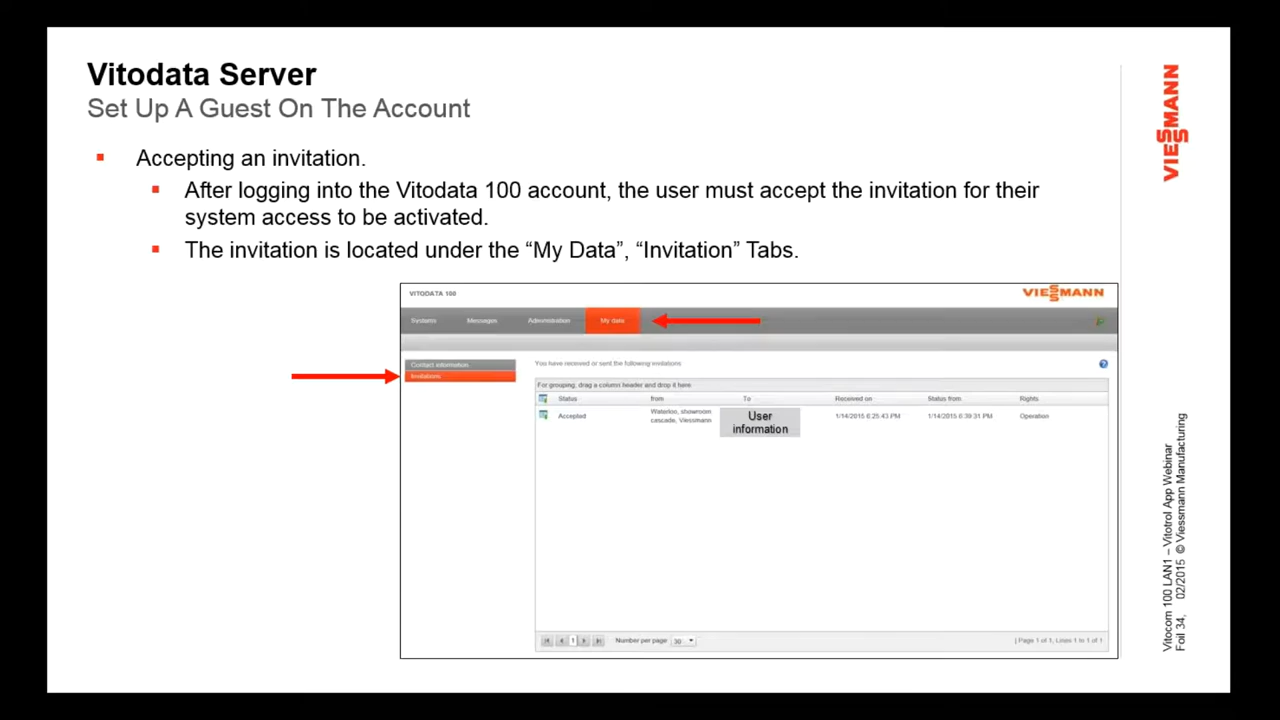 Vitodata Server
Set Up A Guest On The Account
Accepting an invitation.
After logging into the Vitodata 100 account, the user must accept the invitation for their
system access to be activated.
The invitation is located under the “My Data”, “Invitation” Tabs.
VIESSMANN
VITODATA 100
VIESSMANN
Systems Messages Administration My data
Contact information
Invitations
You have received or sent the following invitations
For grouping, drag a column header and drop it here
Status from To Received on Status from Rights
Accepted Waterloo, showroom cascade, Viessmann User information 1/14/2015 6:25:43 PM 1/14/2015 6:39:31 PM Operation
1 Number per page: 30 | Page 1 of 1, Lines 1 to 1 of 1
Vitocom 100 LAN1 – Vitotrol App Webinar
Foil 34, 02/2015 © Viessmann Manufacturing